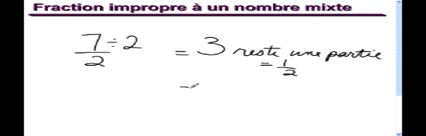 Fraction impropre à un nombre mixte
7/2 ÷ 2 = 3 reste une partie
= 1/2
=